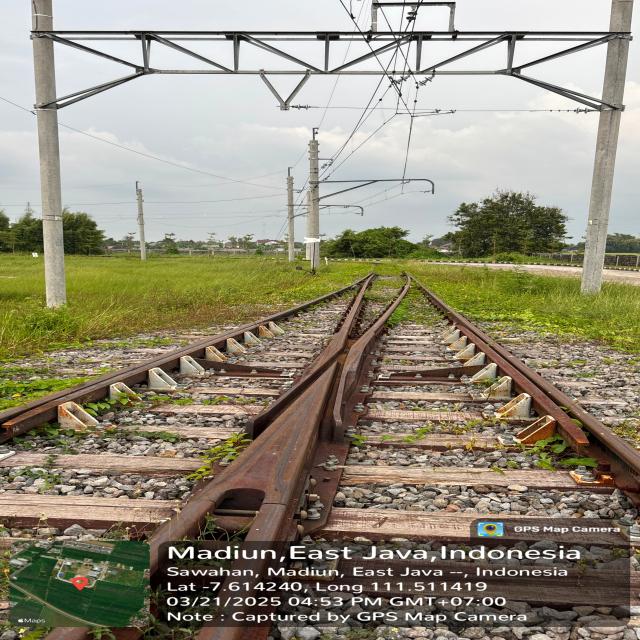 GPS Map Camera
Madiun,East Java,Indonesia
Sawahan, Madiun, East Java --, Indonesia
Lat -7.614240, Long 111.511419
03/21/2025 04:53 PM GMT+07:00
Note : Captured by GPS Map Camera
Maps